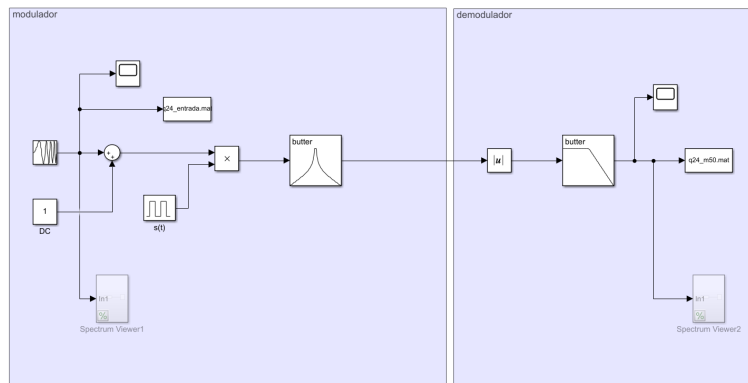 modulador
demodulador
q24_entrada.mat
butter
butter
|u|
q24_m50.mat
×
+
+
1
DC
s(t)
In1
Spectrum Viewer1
In1
Spectrum Viewer2